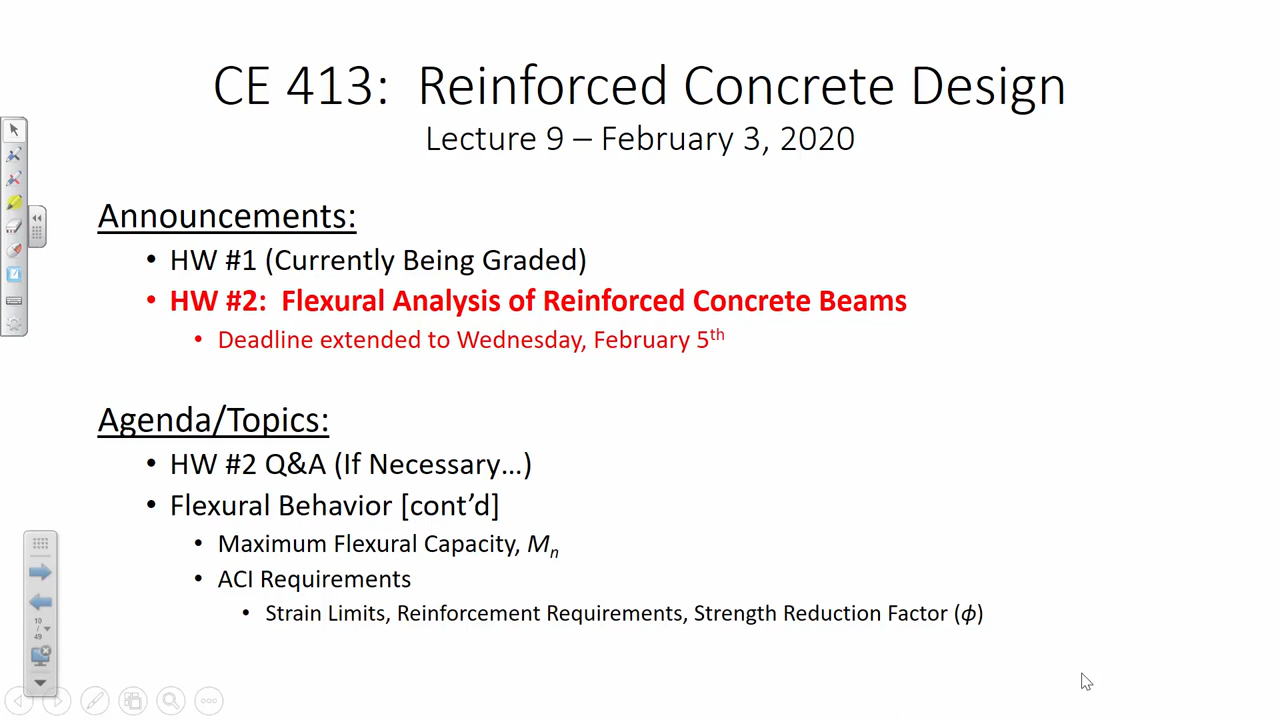 CE 413: Reinforced Concrete Design
Lecture 9 – February 3, 2020
Announcements:
• HW #1 (Currently Being Graded)
• HW #2: Flexural Analysis of Reinforced Concrete Beams
• Deadline extended to Wednesday, February 5th
Agenda/Topics:
• HW #2 Q&A (If Necessary…)
• Flexural Behavior [cont’d]
• Maximum Flexural Capacity, Mn
• ACI Requirements
• Strain Limits, Reinforcement Requirements, Strength Reduction Factor (ϕ)
10
/
49